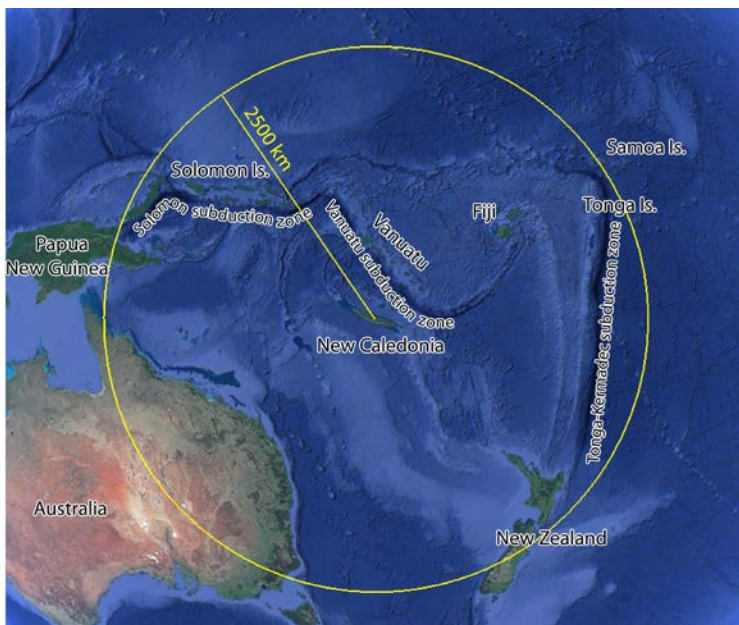 2500 km
Samoa Is.
Solomon Is.
Tonga Is.
Fiji
Solomon subduction zone
Vanuatu
Papua
New Guinea
Vanuatu subduction zone
New Caledonia
Tonga-Kermadec subduction zone
Australia
New Zealand